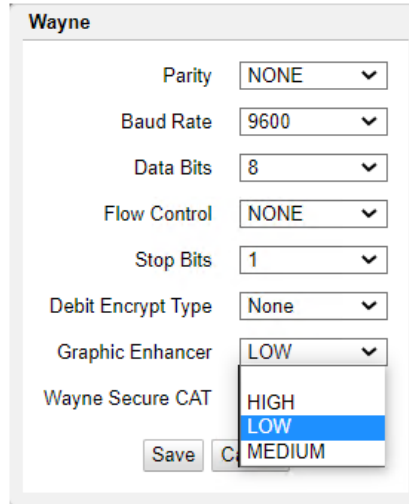 Wayne
Parity NONE
Baud Rate 9600
Data Bits 8
Flow Control NONE
Stop Bits 1
Debit Encrypt Type None
Graphic Enhancer LOW
Wayne Secure CAT
HIGH
LOW
MEDIUM
Save